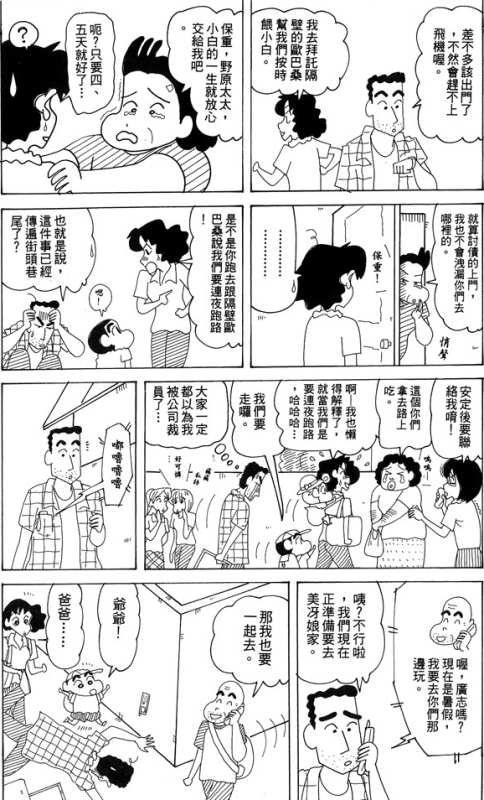 差不多該出門了
，不然會趕不上
飛機喔。
我去拜託隔
壁的歐巴桑
幫我們按時
餵小白。
保重，野原太太，
小白的一生就放心
交給我吧！
呃？只要四、
五天就好了…
？
就算討債的上門，
我也不會洩漏你們去
哪裡的。
悄聲
保重！
…………
是不是你跑去跟隔壁歐
巴桑說我們要連夜跑路
！
嗯！
也就是說，
這件事已經
傳遍街頭巷
尾了？
安定後要聯
絡我唷！
這個你們
拿去路上
吃。
嗚嗚…
啊—我也懶
得解釋了，
就當我們是
要連夜跑路
，哈哈哈…
我們要
走囉。
大家一定
都以為我
被公司裁
員了…
好可憐
嘟嚕嚕嚕
喔，廣志嗎？
現在是暑假，
我要去你們那
邊玩。
咦？不行啦
，我們現在
正準備要去
美冴娘家。
那我也要
一起去。
爺爺！
爸爸……